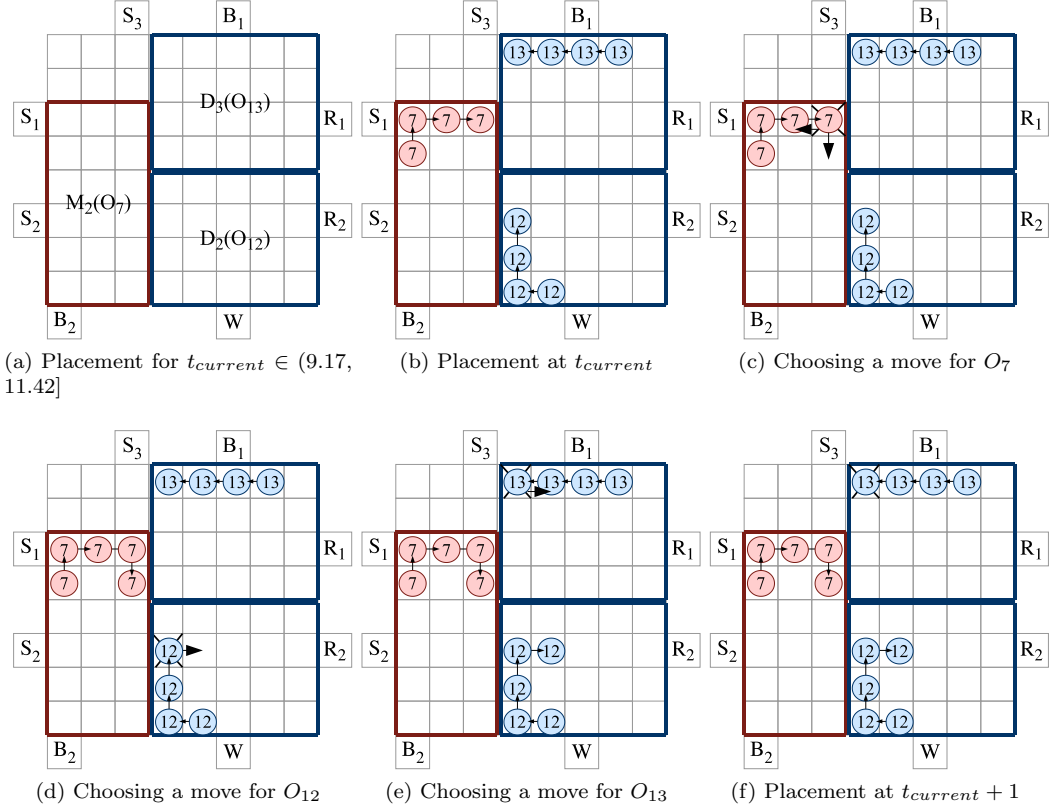 S3 B1
D3(O13)
S1 R1
M2(O7)
S2 R2
D2(O12)
B2 W
(a) Placement for tcurrent ∈ (9.17,
11.42]
S3 B1
13 13 13 13
S1 7 7 7 R1
7
S2 12 R2
12
12 12
B2 W
(b) Placement at tcurrent
S3 B1
13 13 13 13
S1 7 7 7 R1
7
S2 12 R2
12
12 12
B2 W
(c) Choosing a move for O7
S3 B1
13 13 13 13
S1 7 7 7 R1
7 7
S2 12 R2
12
12 12
B2 W
(d) Choosing a move for O12
S3 B1
13 13 13 13
S1 7 7 7 R1
7 7
S2 12 12 R2
12
12 12
B2 W
(e) Choosing a move for O13
S3 B1
13 13 13 13
S1 7 7 7 R1
7 7
S2 12 12 R2
12
12 12
B2 W
(f) Placement at tcurrent + 1